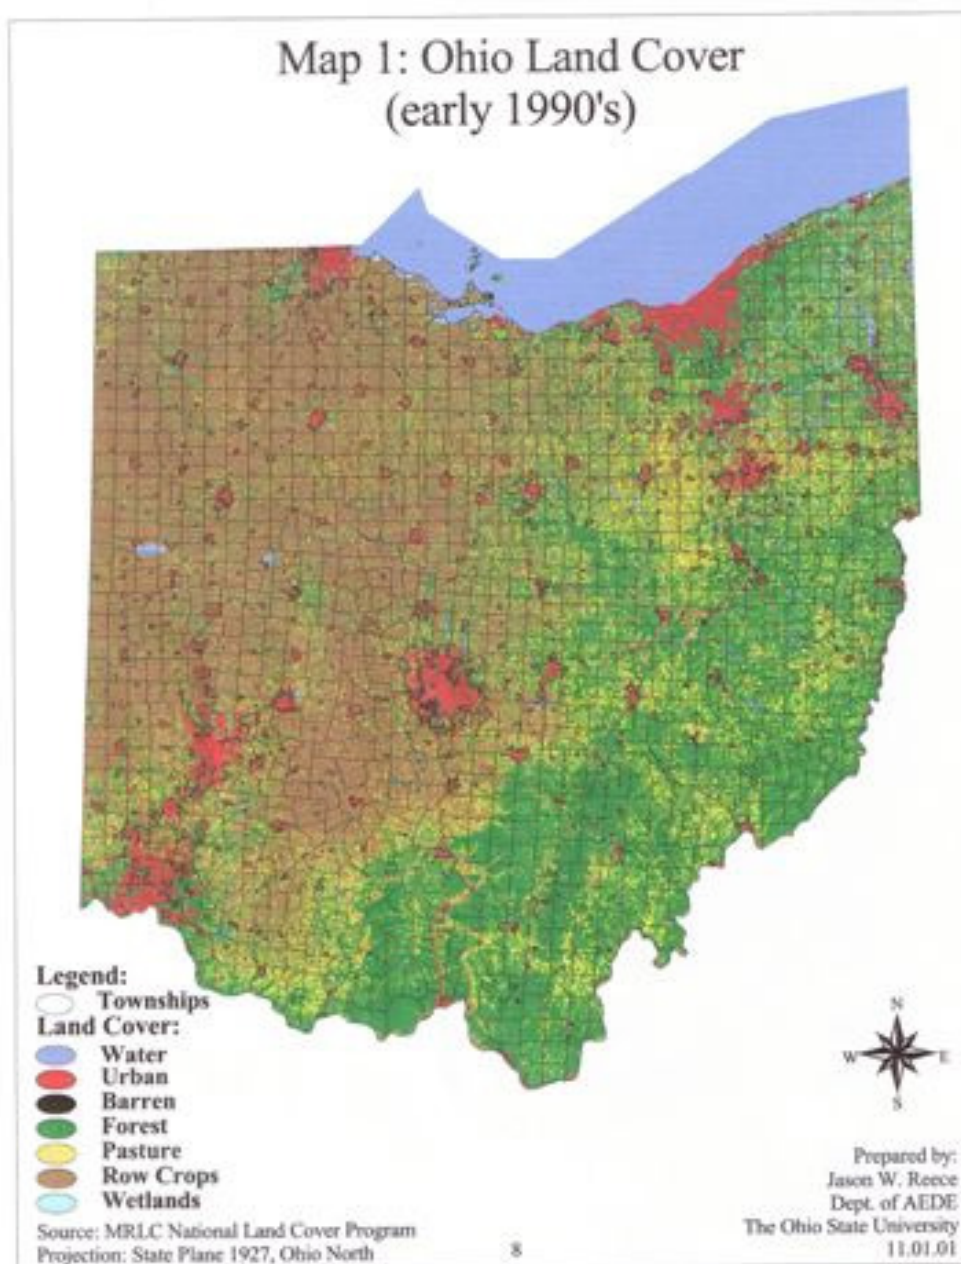 Map 1: Ohio Land Cover
(early 1990's)
Legend:
Townships
Land Cover:
Water
Urban
Barren
Forest
Pasture
Row Crops
Wetlands
Source: MRLC National Land Cover Program
Projection: State Plane 1927, Ohio North
8
N
W
E
S
Prepared by:
Jason W. Reece
Dept. of AEDE
The Ohio State University
11.01.01